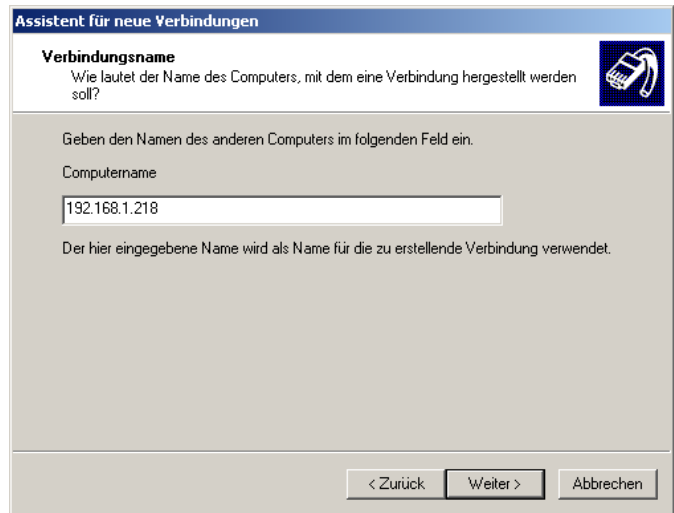 Assistent für neue Verbindungen
Verbindungsname
Wie lautet der Name des Computers, mit dem eine Verbindung hergestellt werden
soll?
Geben den Namen des anderen Computers im folgenden Feld ein.
Computername
192.168.1.218
Der hier eingegebene Name wird als Name für die zu erstellende Verbindung verwendet.
< Zurück Weiter > Abbrechen